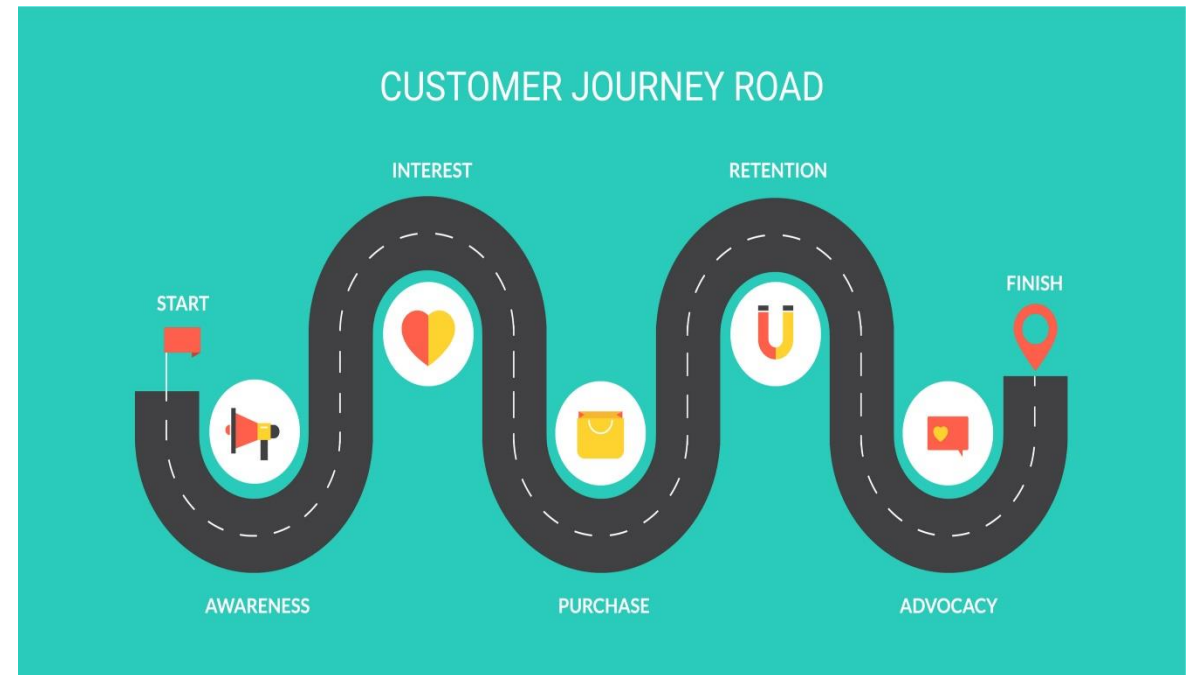 CUSTOMER JOURNEY ROAD
INTEREST
RETENTION
START
FINISH
AWARENESS
PURCHASE
ADVOCACY